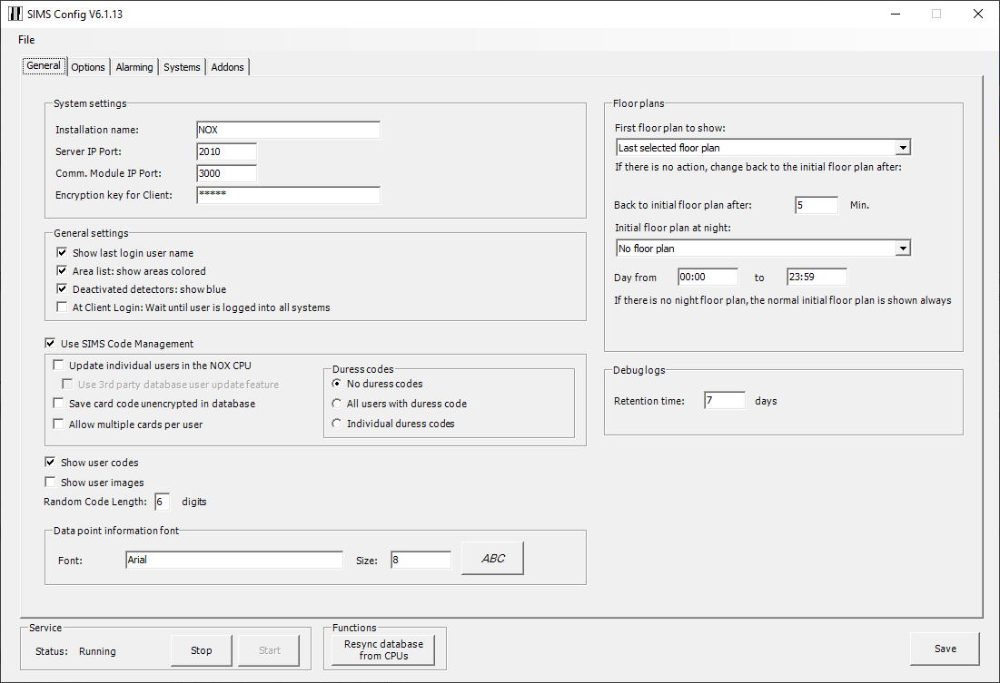 SIMS Config V6.1.13
File
General Options Alarming Systems Addons
System settings
Installation name: NOX
Server IP Port: 2010
Comm. Module IP Port: 3000
Encryption key for Client: *****
General settings
Show last login user name
Area list: show areas colored
Deactivated detectors: show blue
At Client Login: Wait until user is logged into all systems
Use SIMS Code Management
Update individual users in the NOX CPU
Use 3rd party database user update feature
Save card code unencrypted in database
Allow multiple cards per user
Duress codes
No duress codes
All users with duress code
Individual duress codes
Show user codes
Show user images
Random Code Length: 6 digits
Data point information font
Font: Arial Size: 8 ABC
Floor plans
First floor plan to show:
Last selected floor plan
If there is no action, change back to the initial floor plan after:
Back to initial floor plan after: 5 Min.
Initial floor plan at night:
No floor plan
Day from 00:00 to 23:59
If there is no night floor plan, the normal initial floor plan is shown always
Debug logs
Retention time: 7 days
Service
Status: Running Stop Start
Functions
Resync database
from CPUs
Save